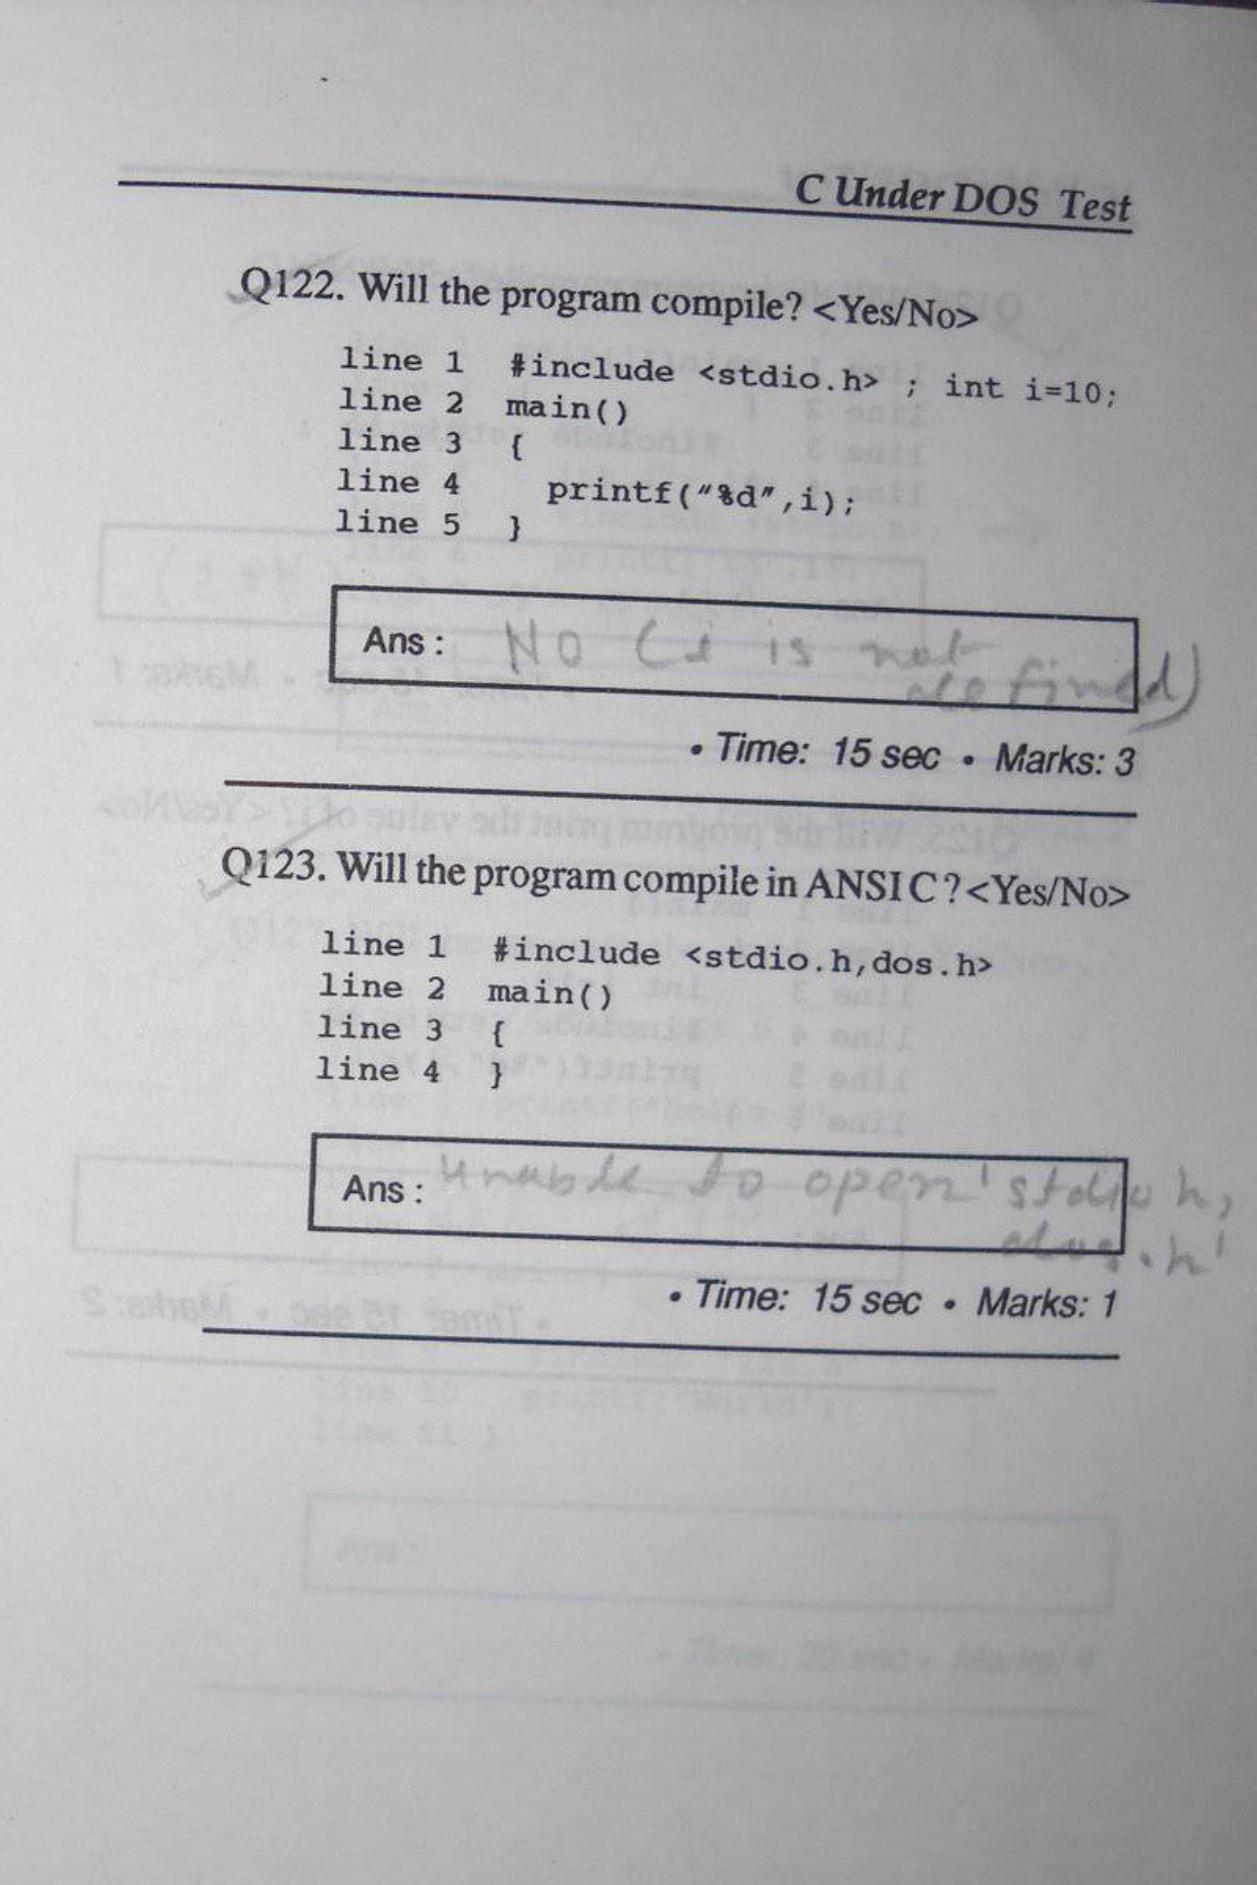 C Under DOS Test
Q122. Will the program compile? <Yes/No>
line 1 #include <stdio.h> ; int i=10;
line 2 main()
line 3 {
line 4 printf("%d",i);
line 5 }
Ans : NO (i is not
defined)
• Time: 15 sec • Marks: 3
Q123. Will the program compile in ANSI C?<Yes/No>
line 1 #include <stdio.h,dos.h>
line 2 main()
line 3 {
line 4 }
Ans : Unable to open 'stdio h,
dos.h'
• Time: 15 sec • Marks: 1